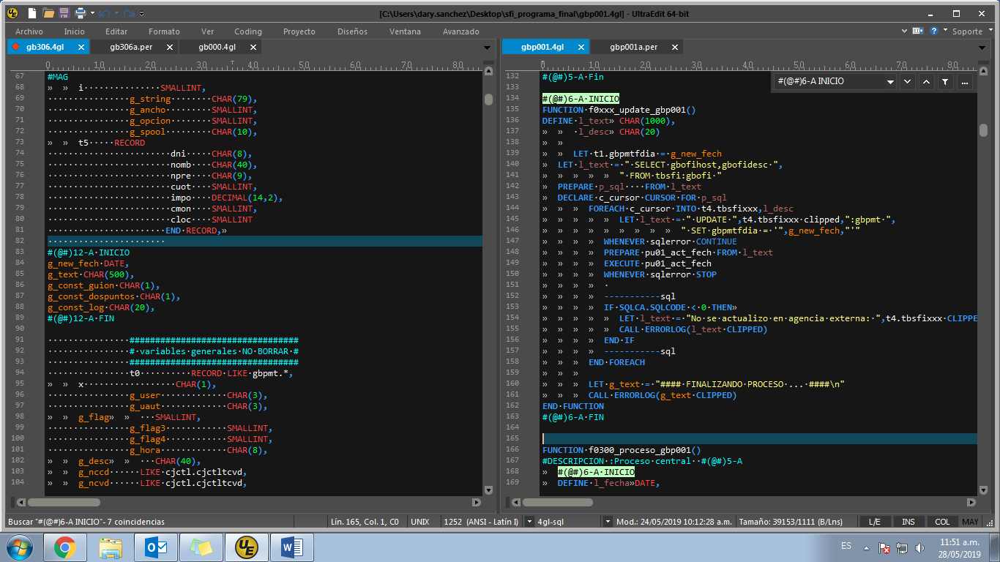 [C:\Users\dary.sanchez\Desktop\sfi_programa_final\gbp001.4gl] - UltraEdit 64-bit
Archivo Inicio Editar Formato Ver Coding Proyecto Diseños Ventana Avanzado Soporte
gb306.4gl gb306a.per gb000.4gl
0 10 20 30 40 50 60 70 80
67 #MAG
68 » » i··············SMALLINT,
69 ················g_string········CHAR(79),
70 ················g_ancho········SMALLINT,
71 ················g_opcion·······SMALLINT,
72 ················g_spool········CHAR(10),
73 » » t5·····RECORD
74 ························dni·····CHAR(8),
75 ························nomb····CHAR(40),
76 ························npre····CHAR(9),
77 ························cuot····SMALLINT,
78 ························impo····DECIMAL(14,2),
79 ························cmon····SMALLINT,
80 ························cloc····SMALLINT
81 ·······················END·RECORD,»
82 ·······················
83 #(@#)12-A·INICIO
84 g_new_fech·DATE,
85 g_text·CHAR(500),
86 g_const_guion·CHAR(1),
87 g_const_dospuntos·CHAR(1),
88 g_const_log·CHAR(20),
89 #(@#)12-A·FIN
90
91 ················#################################
92 ················#·variables·generales·NO·BORRAR·#
93 ················#################################
94 ················t0··········RECORD·LIKE·gbpmt.*,
95 » » x··················CHAR(1),
96 ················g_user·············CHAR(3),
97 ················g_uaut·············CHAR(3),
98 » » g_flag» » ···SMALLINT,
99 ················g_flag3············SMALLINT,
100 ················g_flag4············SMALLINT,
101 ················g_hora·············CHAR(8),
102 » » g_desc» » ···CHAR(40),
103 » » g_nccd······LIKE·cjctl.cjctltcvd,
104 » » g_ncvd······LIKE·cjctl.cjctltcvd,
gbp001.4gl gbp001a.per
0 10 20 30 40 50 60 70 80
#(@#)6-A INICIO
132 #(@#)5-A·Fin
133
134 #(@#)6-A·INICIO
135 FUNCTION·f0xxx_update_gbp001()
136 DEFINE·l_text» CHAR(1000),
137 » » ·l_desc» CHAR(20)
138 » »
139 » » LET·t1.gbpmtfdia·=·g_new_fech
140 » LET·l_text·=·"·SELECT·gbofihost,gbofidesc·",
141 » » » » » "·FROM·tbsfi:gbofi·"
142 » PREPARE·p_sql····FROM·l_text
143 » DECLARE·c_cursor·CURSOR·FOR·p_sql
144 » » » FOREACH·c_cursor·INTO·t4.tbsfixxx,l_desc
145 » » » » » LET·l_text·=·"·UPDATE·",t4.tbsfixxx·clipped,":gbpmt·",
146 » » » » » » » » » "·SET·gbpmtfdia·=·'",g_new_fech,"'"
147 » » » » WHENEVER·sqlerror·CONTINUE
148 » » » » PREPARE·pu01_act_fech·FROM·l_text
149 » » » » EXECUTE·pu01_act_fech
150 » » » » WHENEVER·sqlerror·STOP
151 » » » » ·
152 » » » » -----------sql
153 » » » » IF·SQLCA.SQLCODE·<·0·THEN»
154 » » » » » LET·l_text·=·"No·se·actualizo·en·agencia·externa:·",t4.tbsfixxx·CLIPPE
155 » » » » » CALL·ERRORLOG(l_text·CLIPPED)
156 » » » » END·IF
157 » » » » -----------sql
158 » » » END·FOREACH
159 » » »
160 » » » LET·g_text·=·"####·FINALIZANDO·PROCESO·...·####\n"
161 » » » CALL·ERRORLOG(g_text·CLIPPED)
162 END·FUNCTION
163 #(@#)6-A·FIN
164
165
166 FUNCTION·f0300_proceso_gbp001()
167 #DESCRIPCION·:Proceso·central··#(@#)5-A
168 » #(@#)6-A·INICIO
169 » DEFINE·l_fecha»DATE,
Buscar "#(@#)6-A INICIO"- 7 coincidencias Lín. 165, Col. 1, C0 UNIX 1252 (ANSI - Latín I) 4gl-sql Mod.: 24/05/2019 10:12:28 a.m. Tamaño: 39153/1111 (B/Lns) L/E INS COL MAY
ES 11:51 a.m.
28/05/2019